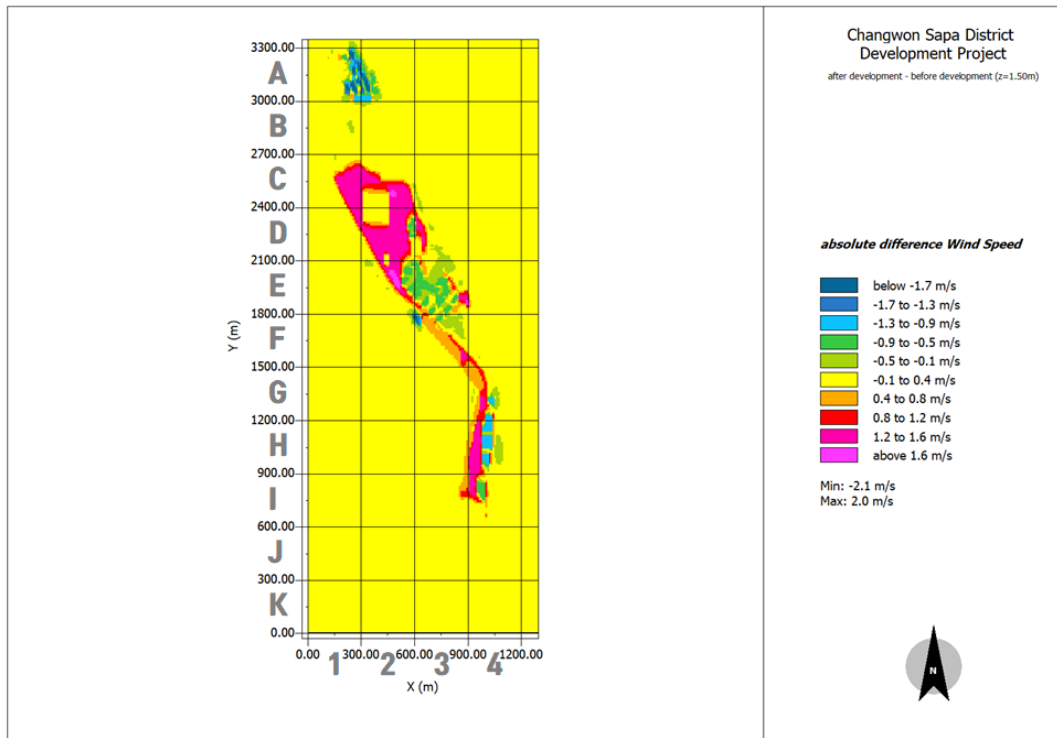 Changwon Sapa District
Development Project
after development - before development (z=1.50m)
3300.00
A
3000.00
B
2700.00
C
2400.00
D
2100.00
E
1800.00
F
1500.00
G
1200.00
H
900.00
I
600.00
J
300.00
K
0.00
Y (m)
0.00 300.00 600.00 900.00 1200.00
1 2 3 4
X (m)
absolute difference Wind Speed
below -1.7 m/s
-1.7 to -1.3 m/s
-1.3 to -0.9 m/s
-0.9 to -0.5 m/s
-0.5 to -0.1 m/s
-0.1 to 0.4 m/s
0.4 to 0.8 m/s
0.8 to 1.2 m/s
1.2 to 1.6 m/s
above 1.6 m/s
Min: -2.1 m/s
Max: 2.0 m/s
N